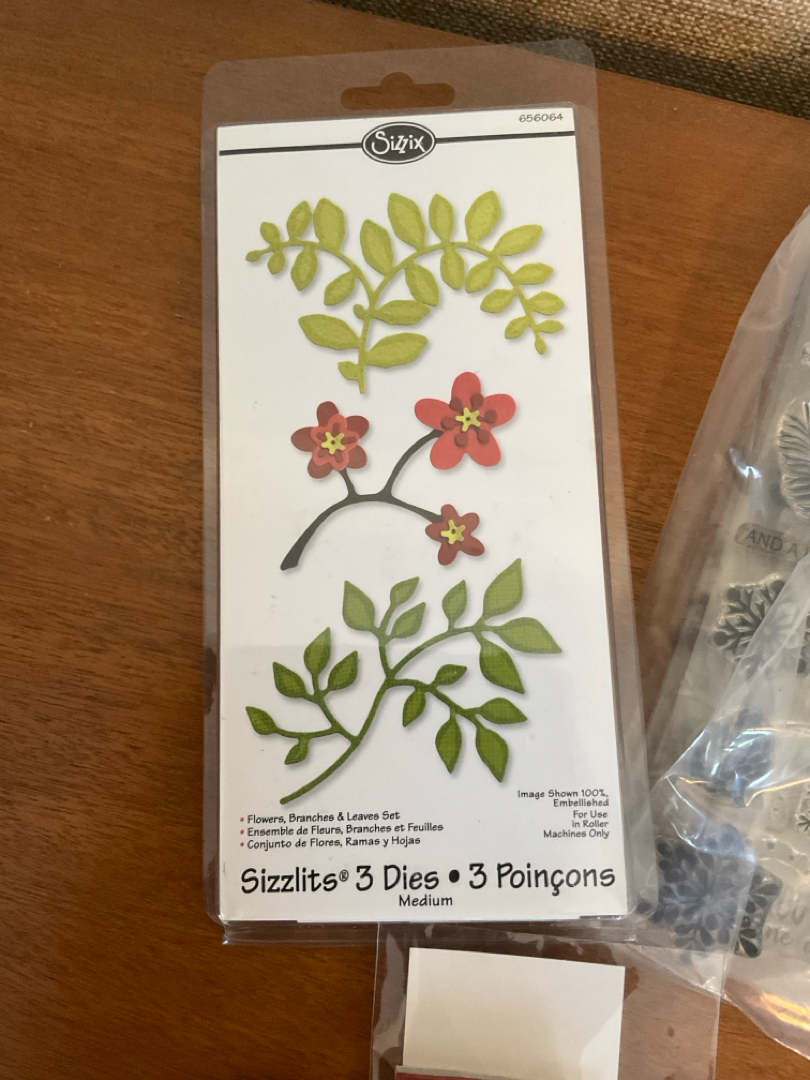 656064
Sizzix
AND A
Image Shown 100%,
Embellished
For Use
in Roller
Machines Only
• Flowers, Branches & Leaves Set
• Ensemble de Fleurs, Branches et Feuilles
• Conjunto de Flores, Ramas y Hojas
Sizzlits® 3 Dies • 3 Poinçons
Medium